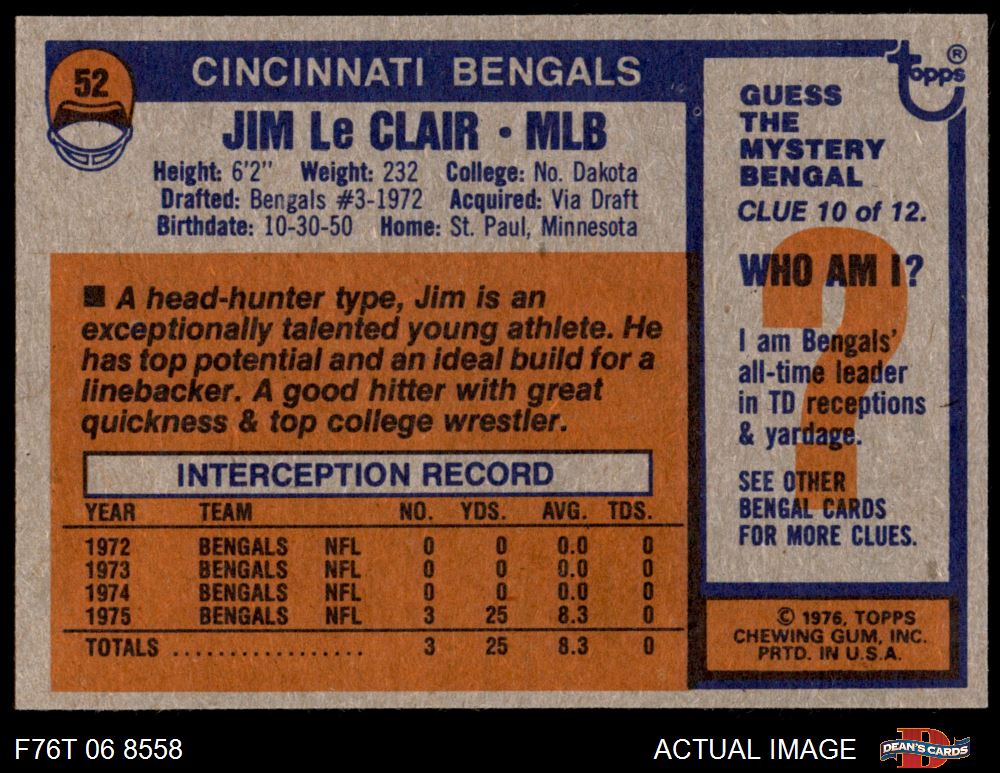 52
CINCINNATI BENGALS
JIM Le CLAIR • MLB
Height: 6'2" Weight: 232 College: No. Dakota
Drafted: Bengals #3-1972 Acquired: Via Draft
Birthdate: 10-30-50 Home: St. Paul, Minnesota
■ A head-hunter type, Jim is an
exceptionally talented young athlete. He
has top potential and an ideal build for a
linebacker. A good hitter with great
quickness & top college wrestler.
INTERCEPTION RECORD
YEAR TEAM NO. YDS. AVG. TDS.
1972 BENGALS NFL 0 0 0.0 0
1973 BENGALS NFL 0 0 0.0 0
1974 BENGALS NFL 0 0 0.0 0
1975 BENGALS NFL 3 25 8.3 0
TOTALS ................. 3 25 8.3 0
topps ®
GUESS
THE
MYSTERY
BENGAL
CLUE 10 of 12.
WHO AM I?
?
I am Bengals'
all-time leader
in TD receptions
& yardage.
SEE OTHER
BENGAL CARDS
FOR MORE CLUES.
© 1976, TOPPS
CHEWING GUM, INC.
PRTD. IN U.S.A.
F76T 06 8558
ACTUAL IMAGE
DEAN'S CARDS